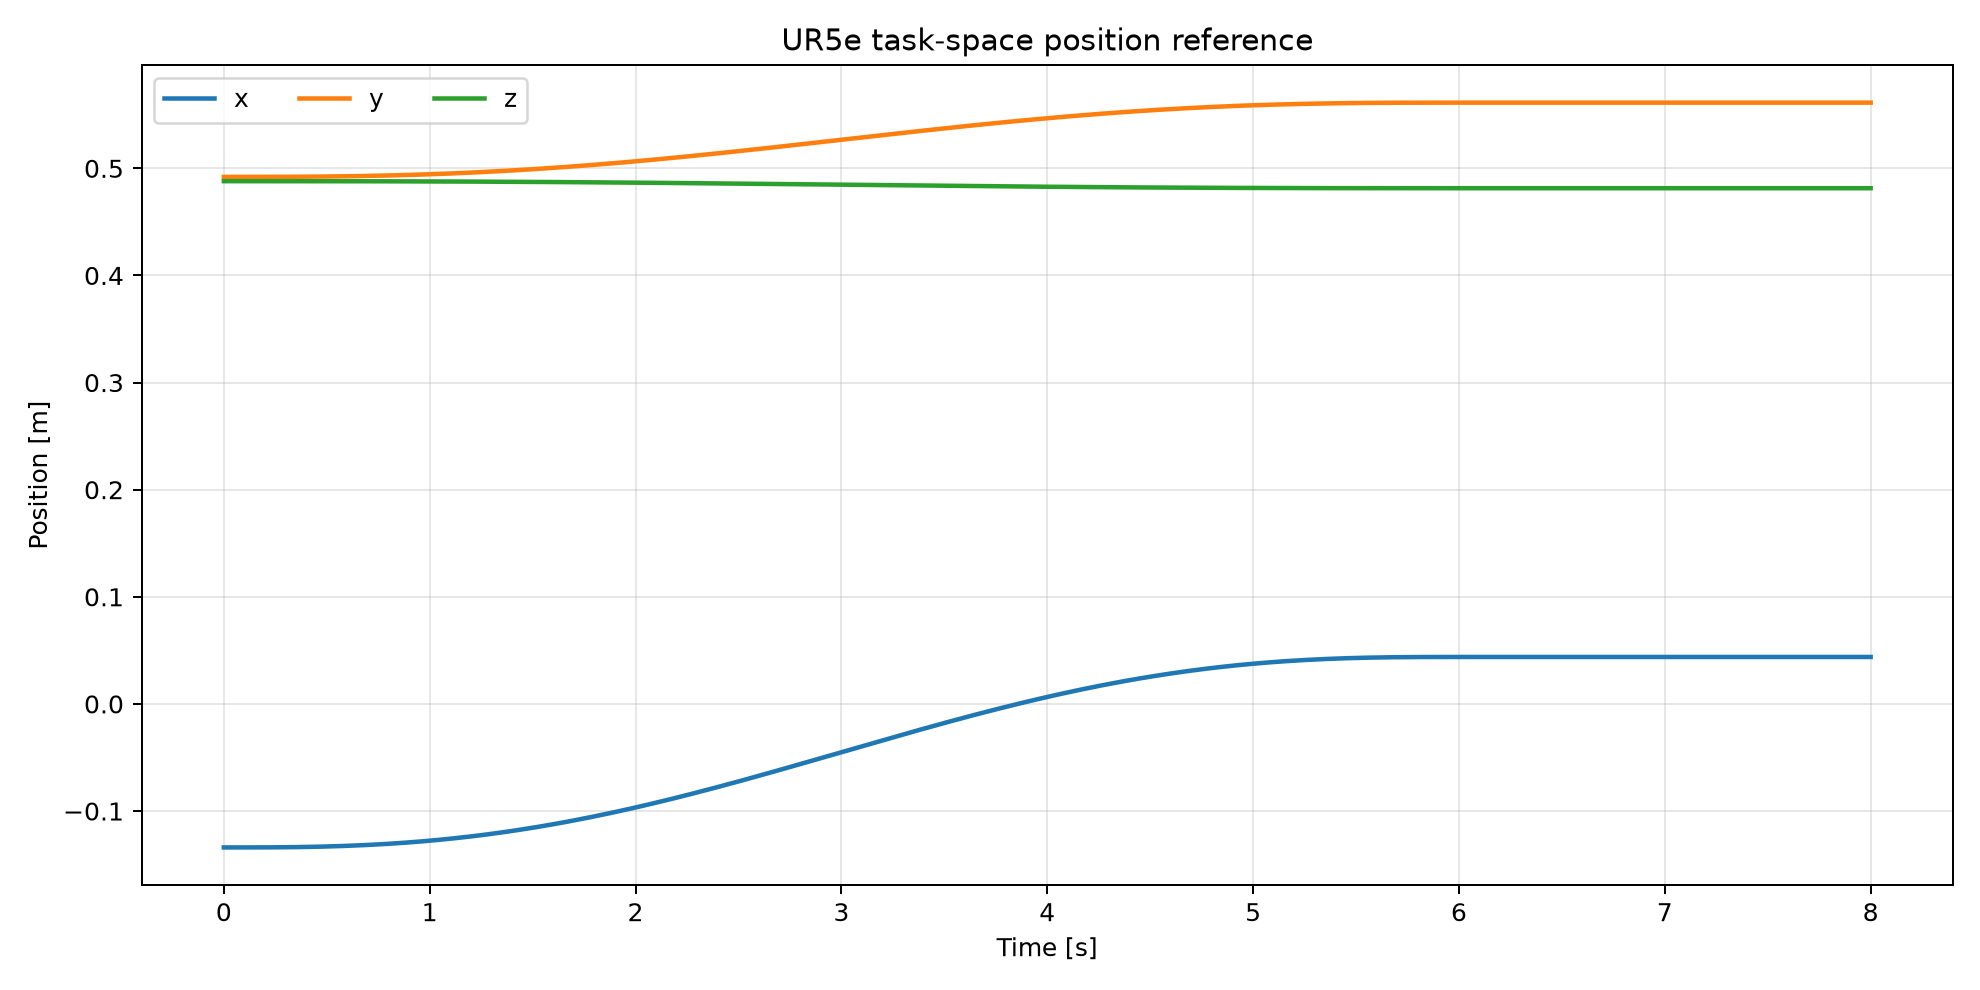 UR5e task-space position reference
x y z
Position [m]
0.5
0.4
0.3
0.2
0.1
0.0
−0.1
0 1 2 3 4 5 6 7 8
Time [s]